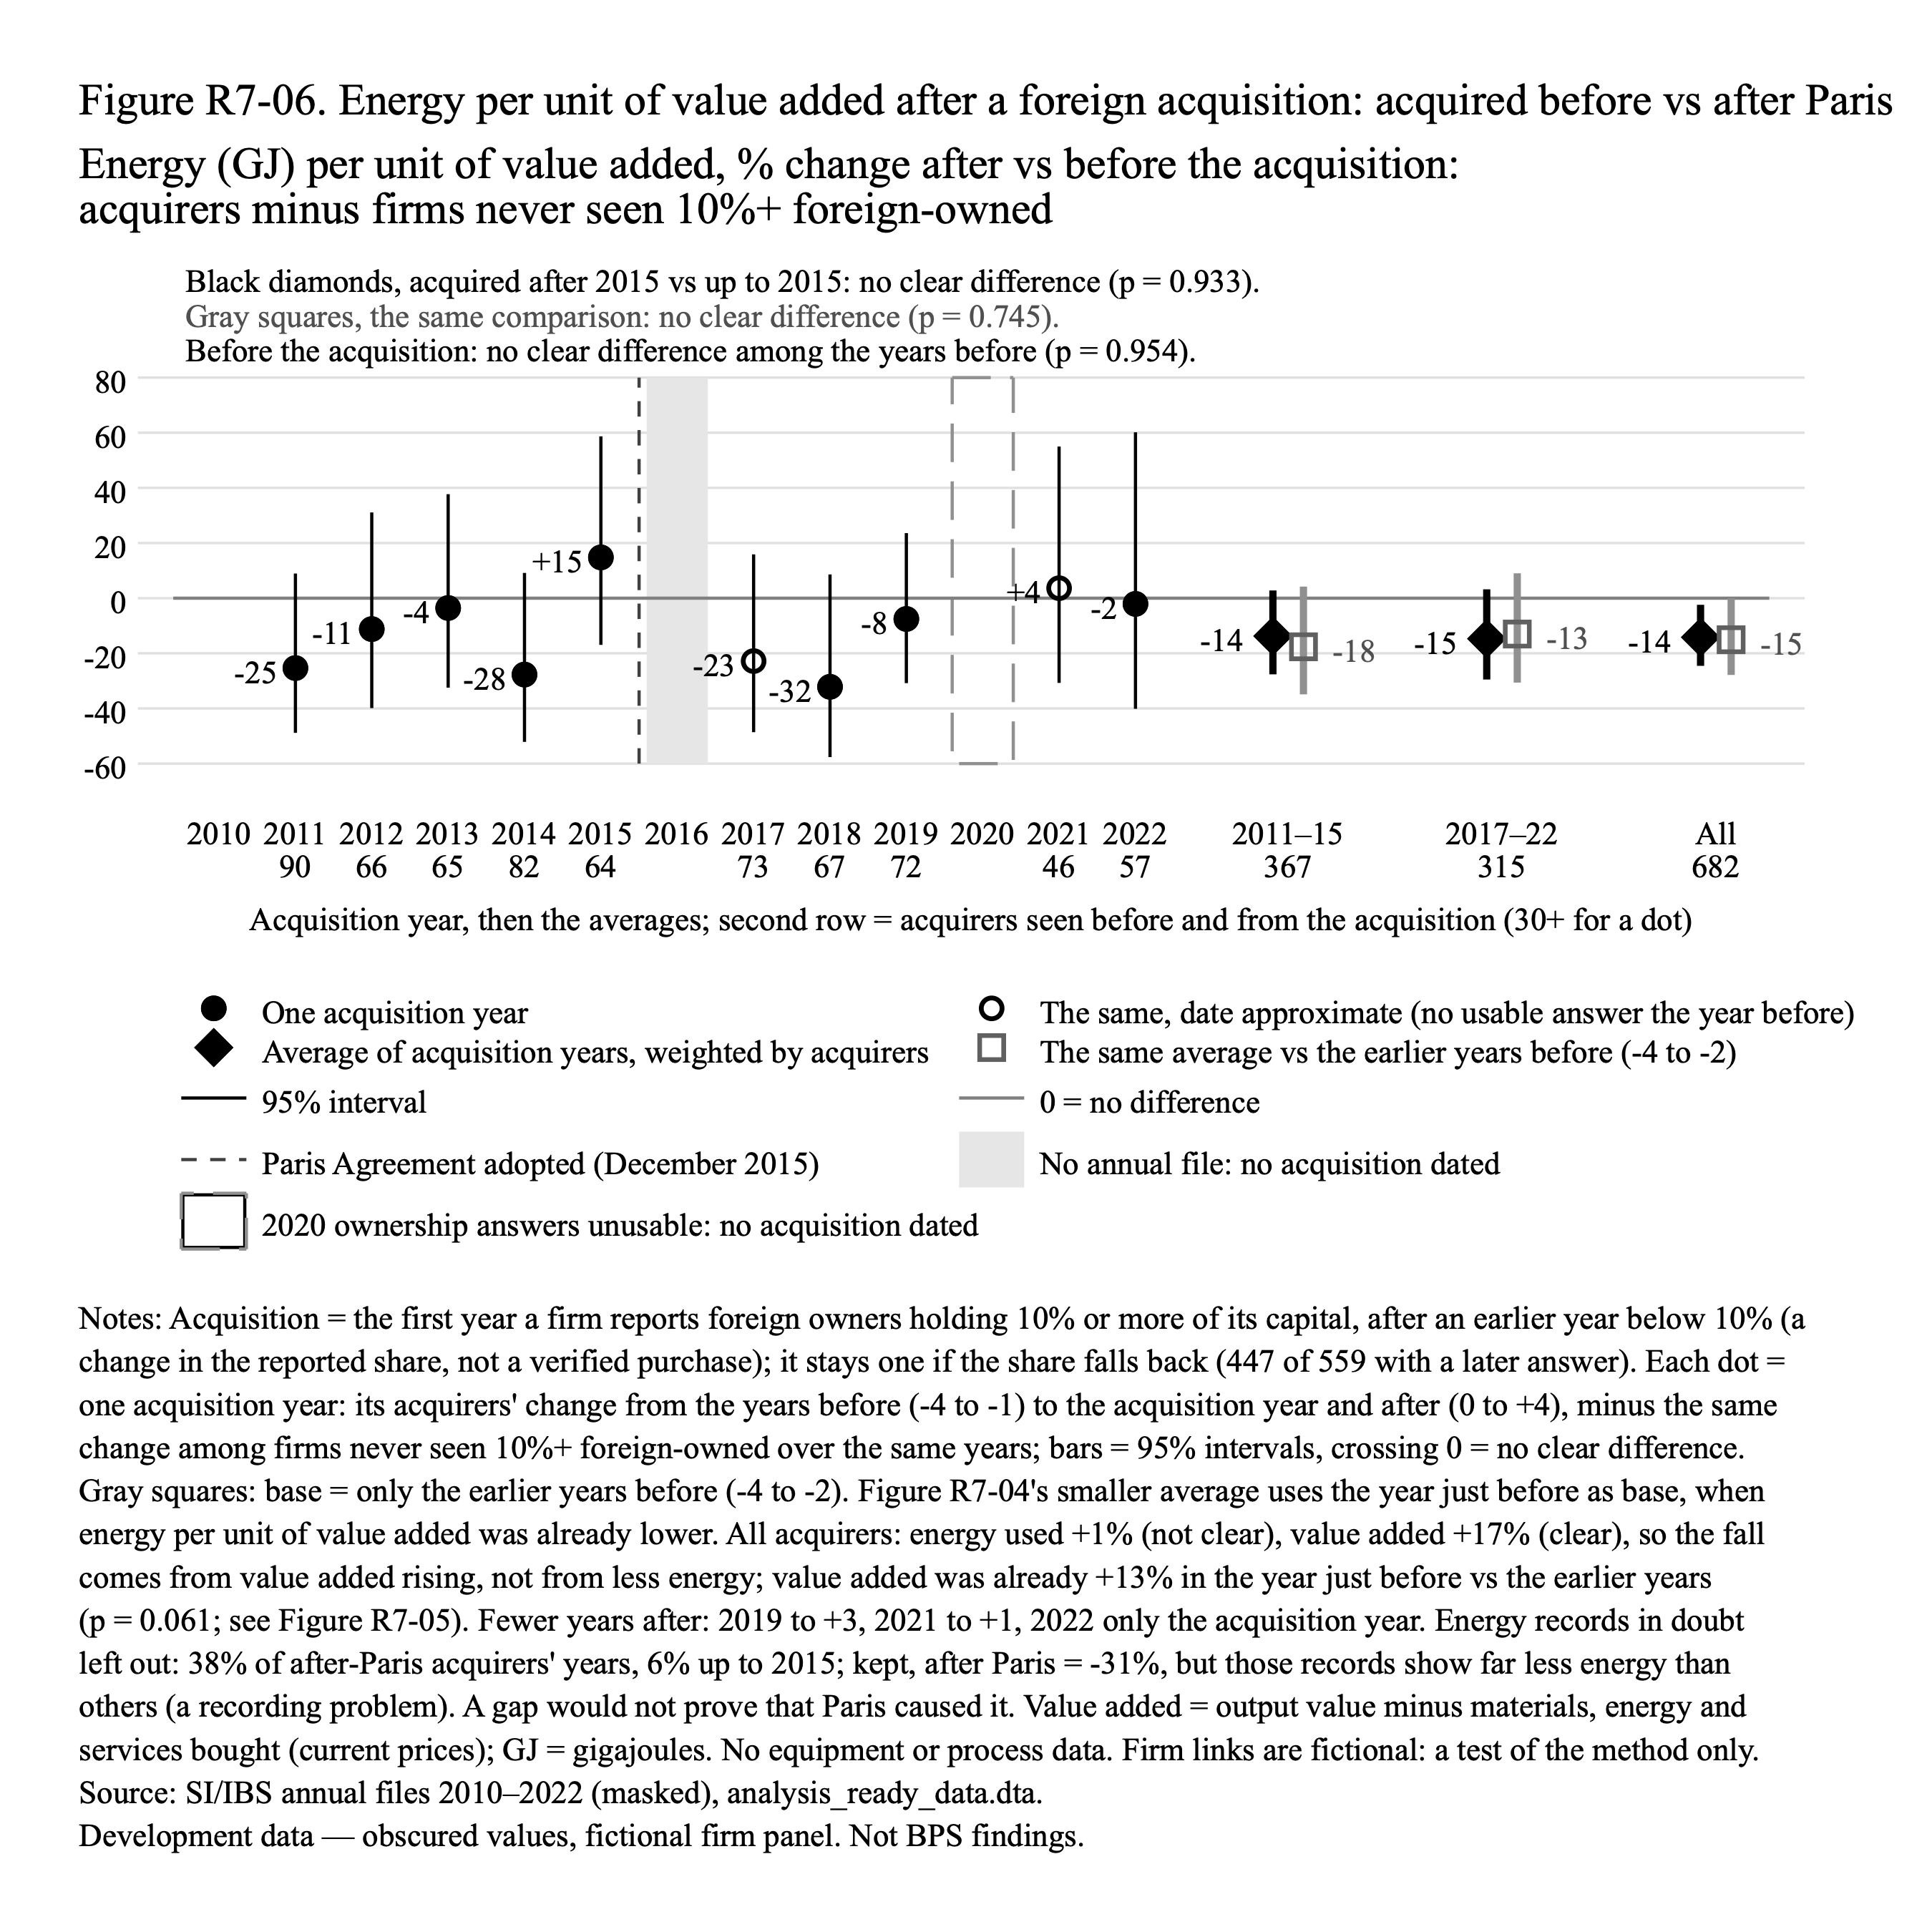 Figure R7-06. Energy per unit of value added after a foreign acquisition: acquired before vs after Paris
Energy (GJ) per unit of value added, % change after vs before the acquisition:
acquirers minus firms never seen 10%+ foreign-owned
Black diamonds, acquired after 2015 vs up to 2015: no clear difference (p = 0.933).
Gray squares, the same comparison: no clear difference (p = 0.745).
Before the acquisition: no clear difference among the years before (p = 0.954).
80
60
40
20
0
-20
-40
-60
-25
-11
-4
-28
+15
-23
-32
-8
+4
-2
-14
-18
-15
-13
-14
-15
2010 2011 2012 2013 2014 2015 2016 2017 2018 2019 2020 2021 2022 2011–15 2017–22 All
90 66 65 82 64 73 67 72 46 57 367 315 682
Acquisition year, then the averages; second row = acquirers seen before and from the acquisition (30+ for a dot)
One acquisition year
The same, date approximate (no usable answer the year before)
Average of acquisition years, weighted by acquirers
The same average vs the earlier years before (-4 to -2)
95% interval
0 = no difference
Paris Agreement adopted (December 2015)
No annual file: no acquisition dated
2020 ownership answers unusable: no acquisition dated
Notes: Acquisition = the first year a firm reports foreign owners holding 10% or more of its capital, after an earlier year below 10% (a
change in the reported share, not a verified purchase); it stays one if the share falls back (447 of 559 with a later answer). Each dot =
one acquisition year: its acquirers' change from the years before (-4 to -1) to the acquisition year and after (0 to +4), minus the same
change among firms never seen 10%+ foreign-owned over the same years; bars = 95% intervals, crossing 0 = no clear difference.
Gray squares: base = only the earlier years before (-4 to -2). Figure R7-04's smaller average uses the year just before as base, when
energy per unit of value added was already lower. All acquirers: energy used +1% (not clear), value added +17% (clear), so the fall
comes from value added rising, not from less energy; value added was already +13% in the year just before vs the earlier years
(p = 0.061; see Figure R7-05). Fewer years after: 2019 to +3, 2021 to +1, 2022 only the acquisition year. Energy records in doubt
left out: 38% of after-Paris acquirers' years, 6% up to 2015; kept, after Paris = -31%, but those records show far less energy than
others (a recording problem). A gap would not prove that Paris caused it. Value added = output value minus materials, energy and
services bought (current prices); GJ = gigajoules. No equipment or process data. Firm links are fictional: a test of the method only.
Source: SI/IBS annual files 2010–2022 (masked), analysis_ready_data.dta.
Development data — obscured values, fictional firm panel. Not BPS findings.